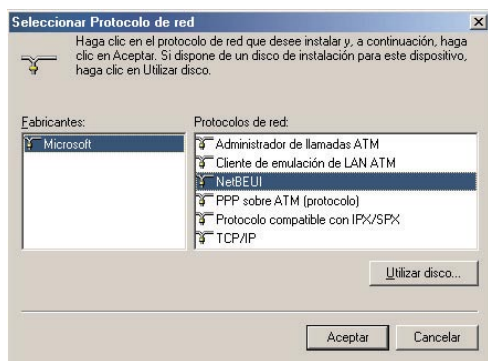 Seleccionar Protocolo de red
Haga clic en el protocolo de red que desee instalar y, a continuación, haga
clic en Aceptar. Si dispone de un disco de instalación para este dispositivo,
haga clic en Utilizar disco.
Fabricantes:
Microsoft
Protocolos de red:
Administrador de llamadas ATM
Cliente de emulación de LAN ATM
NetBEUI
PPP sobre ATM (protocolo)
Protocolo compatible con IPX/SPX
TCP/IP
Utilizar disco...
Aceptar
Cancelar